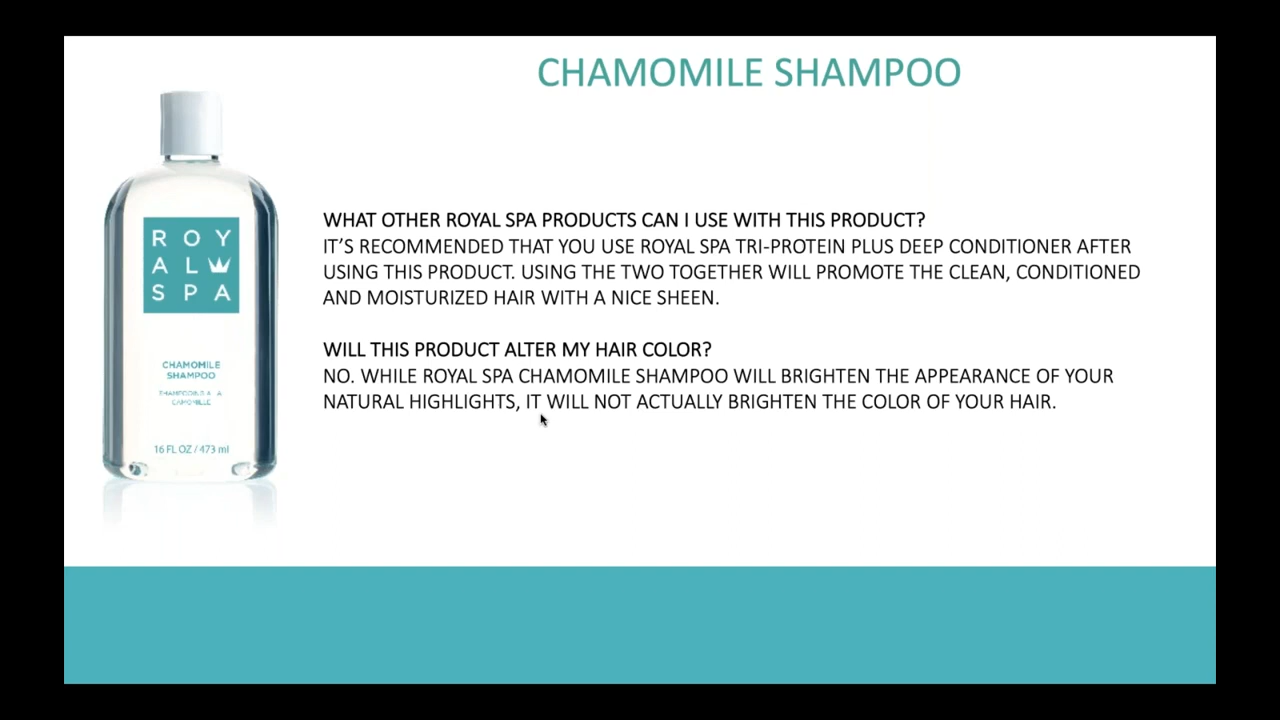 CHAMOMILE SHAMPOO
ROY
AL
SPA
CHAMOMILE
SHAMPOO
CAMOMILLE
16 FL OZ / 473 ml
WHAT OTHER ROYAL SPA PRODUCTS CAN I USE WITH THIS PRODUCT?
IT’S RECOMMENDED THAT YOU USE ROYAL SPA TRI-PROTEIN PLUS DEEP CONDITIONER AFTER
USING THIS PRODUCT. USING THE TWO TOGETHER WILL PROMOTE THE CLEAN, CONDITIONED
AND MOISTURIZED HAIR WITH A NICE SHEEN.
WILL THIS PRODUCT ALTER MY HAIR COLOR?
NO. WHILE ROYAL SPA CHAMOMILE SHAMPOO WILL BRIGHTEN THE APPEARANCE OF YOUR
NATURAL HIGHLIGHTS, IT WILL NOT ACTUALLY BRIGHTEN THE COLOR OF YOUR HAIR.